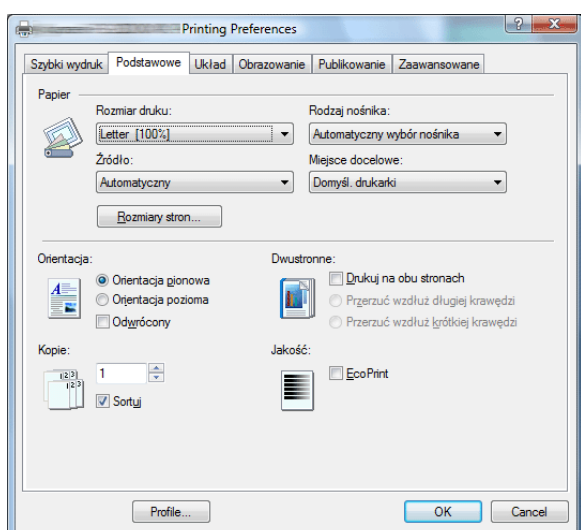 Printing Preferences
Szybki wydruk Podstawowe Układ Obrazowanie Publikowanie Zaawansowane
Papier
Rozmiar druku: Rodzaj nośnika:
Letter [100%] Automatyczny wybór nośnika
Źródło: Miejsce docelowe:
Automatyczny Domyśl. drukarki
Rozmiary stron...
Orientacja: Dwustronne:
Orientacja pionowa Drukuj na obu stronach
Orientacja pozioma Przerzuć wzdłuż długiej krawędzi
Odwrócony Przerzuć wzdłuż krótkiej krawędzi
Kopie: Jakość:
1 EcoPrint
Sortuj
Profile... OK Cancel